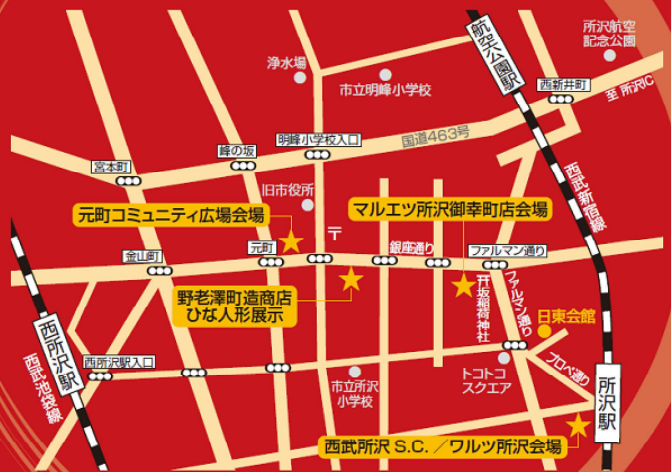 所沢航空
記念公園
航空公園駅
浄水場
市立明峰小学校
西新井町
至 所沢IC
国道463号
明峰小学校入口
峰の坂
宮本町
旧市役所
西武新宿線
元町コミュニティ広場会場
マルエツ所沢御幸町店会場
〒
金山町
元町
銀座通り
ファルマン通り
野老澤町造商店
ひな人形展示
坂稲荷神社
ファルマン通り
日東会館
西所沢駅
西武池袋線
西所沢駅入口
市立所沢
小学校
トコトコ
スクエア
プロペ通り
所沢駅
西武所沢 S.C.／ワルツ所沢会場